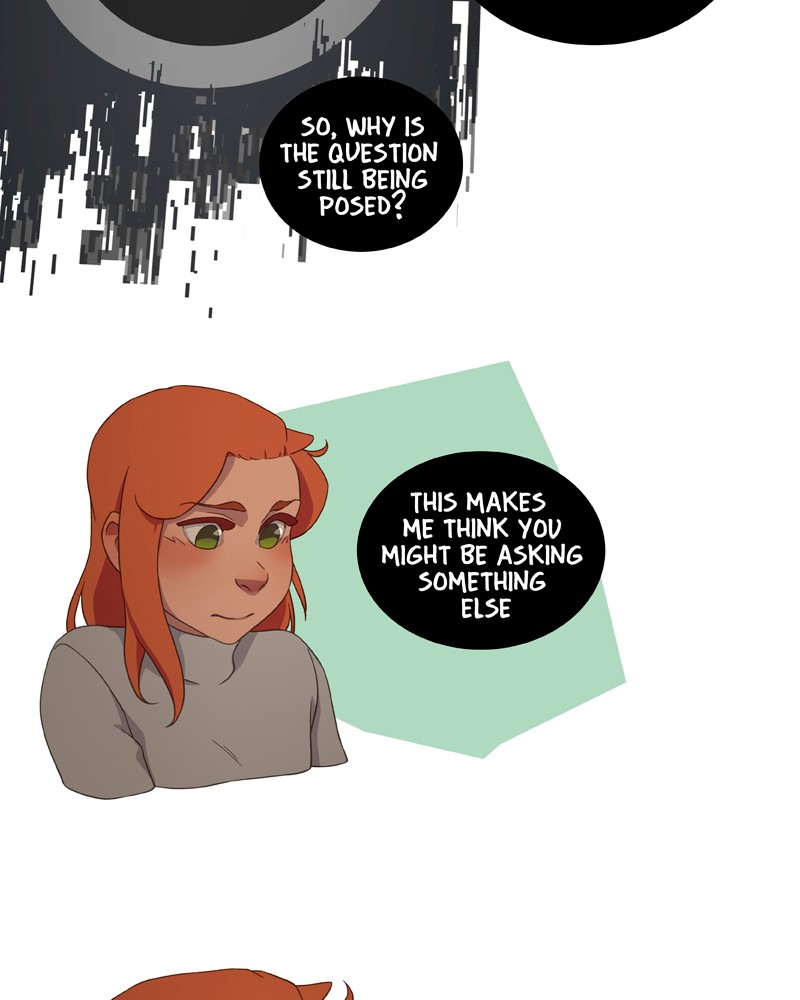 SO, WHY IS
THE QUESTION
STILL BEING
POSED?
THIS MAKES
ME THINK YOU
MIGHT BE ASKING
SOMETHING
ELSE